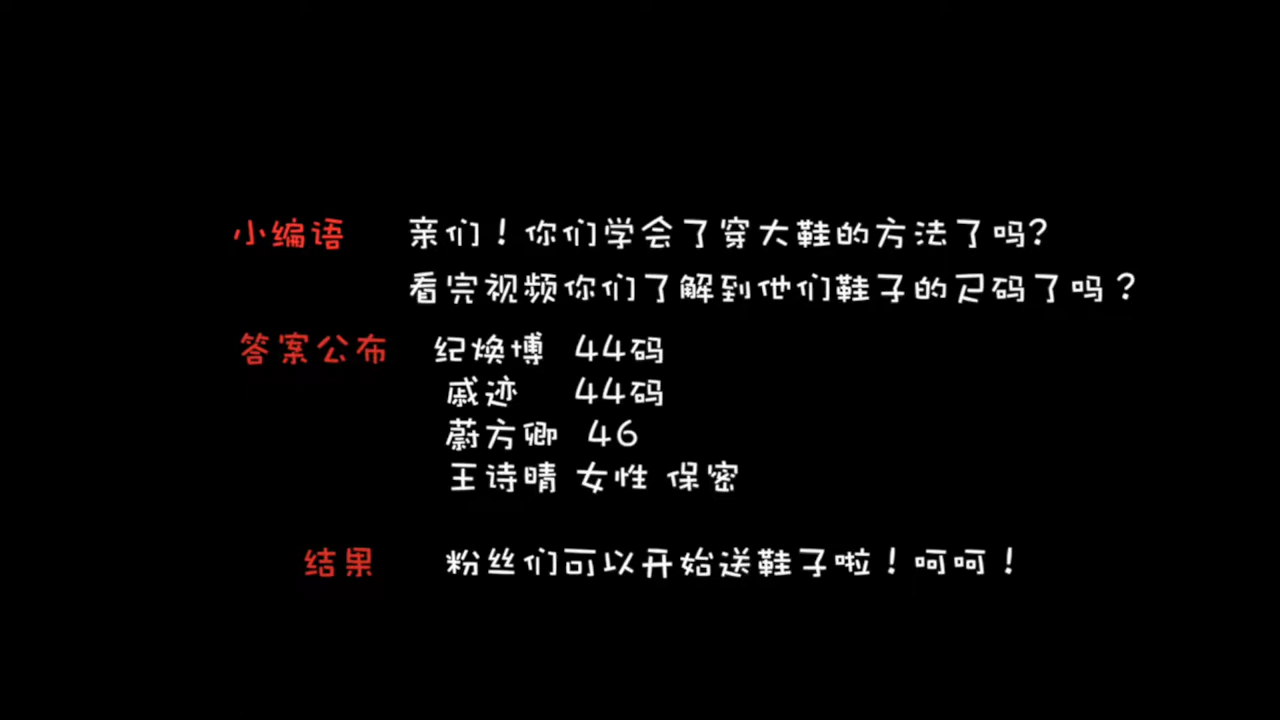 小编语 亲们！你们学会了穿大鞋的方法了吗？
看完视频你们了解到他们鞋子的尺码了吗？
答案公布 纪焕博 44码
戚迹 44码
蔚方卿 46
王诗晴 女性 保密
结果 粉丝们可以开始送鞋子啦！呵呵！